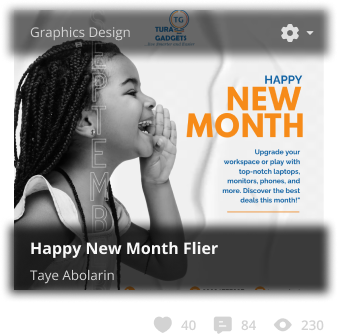 Graphics Design
TG
TURA
GADGETS
HAPPY
NEW
MONTH
SEPTEMB
Upgrade your
workspace or play with
top-notch laptops,
monitors, phones, and
more. Discover the best
deals this month!"
Happy New Month Flier
Taye Abolarin
40
84
230